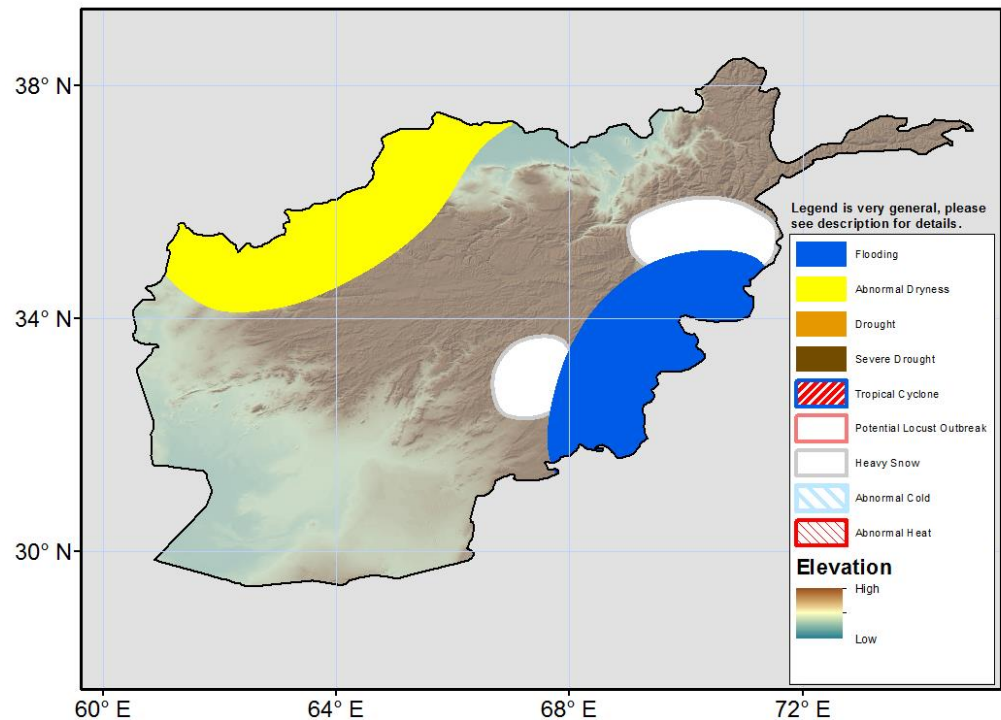 38° N
34° N
30° N
60° E
64° E
68° E
72° E
Legend is very general, please
see description for details.
Flooding
Abnormal Dryness
Drought
Severe Drought
Tropical Cyclone
Potential Locust Outbreak
Heavy Snow
Abnormal Cold
Abnormal Heat
Elevation
High
Low